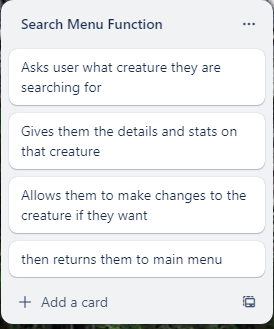 Search Menu Function
Asks user what creature they are
searching for
Gives them the details and stats on
that creature
Allows them to make changes to the
creature if they want
then returns them to main menu
+ Add a card